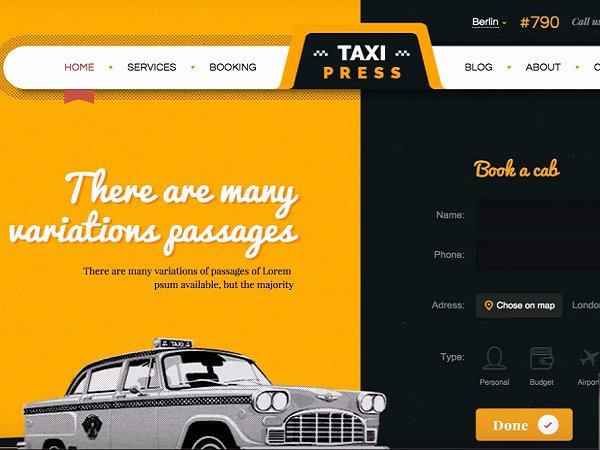 Berlin #790 Call us
HOME SERVICES BOOKING TAXI PRESS BLOG ABOUT
There are many
variations passages
There are many variations of passages of Lorem
psum available, but the majority
TAXI
Book a cab
Name:
Phone:
Adress: Chose on map London
Type:
Personal Budget Airport
Done